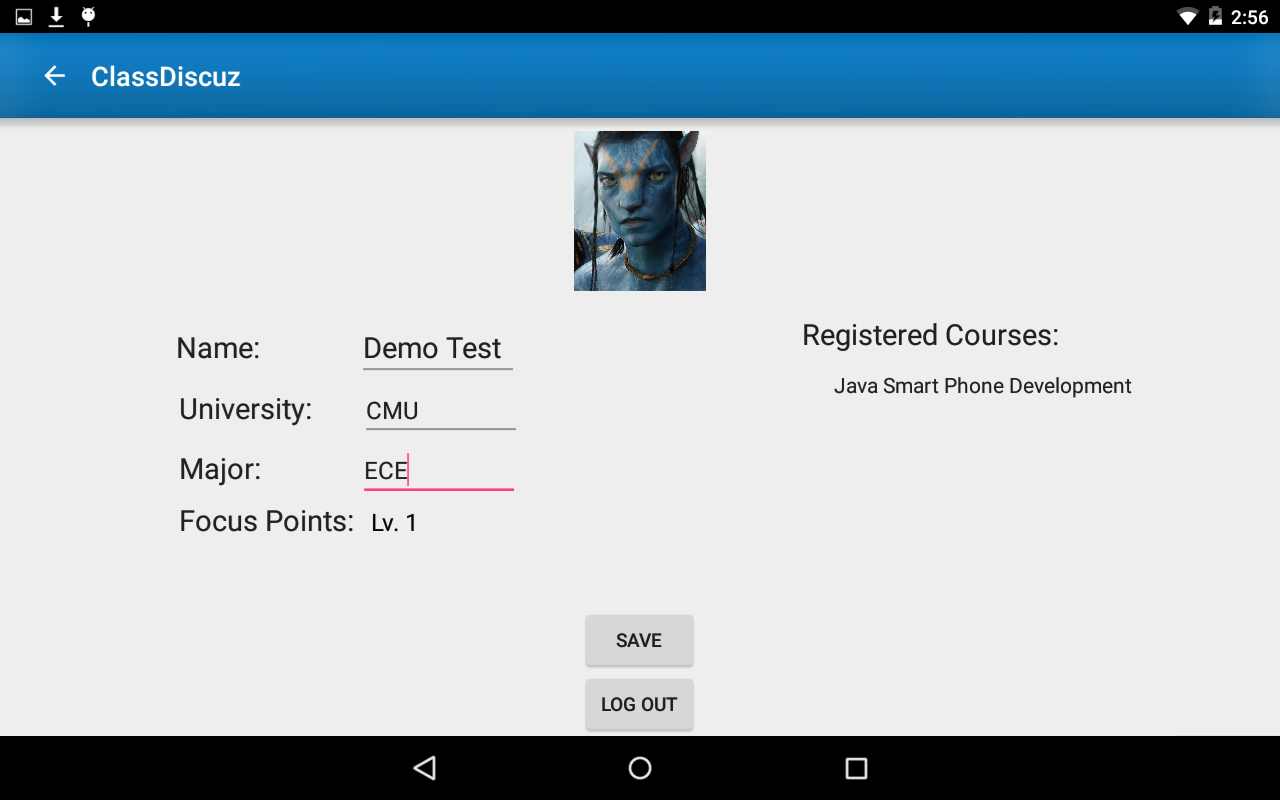 2:56
ClassDiscuz
Name: Demo Test
University: CMU
Major: ECE
Focus Points: Lv. 1
Registered Courses:
Java Smart Phone Development
SAVE
LOG OUT